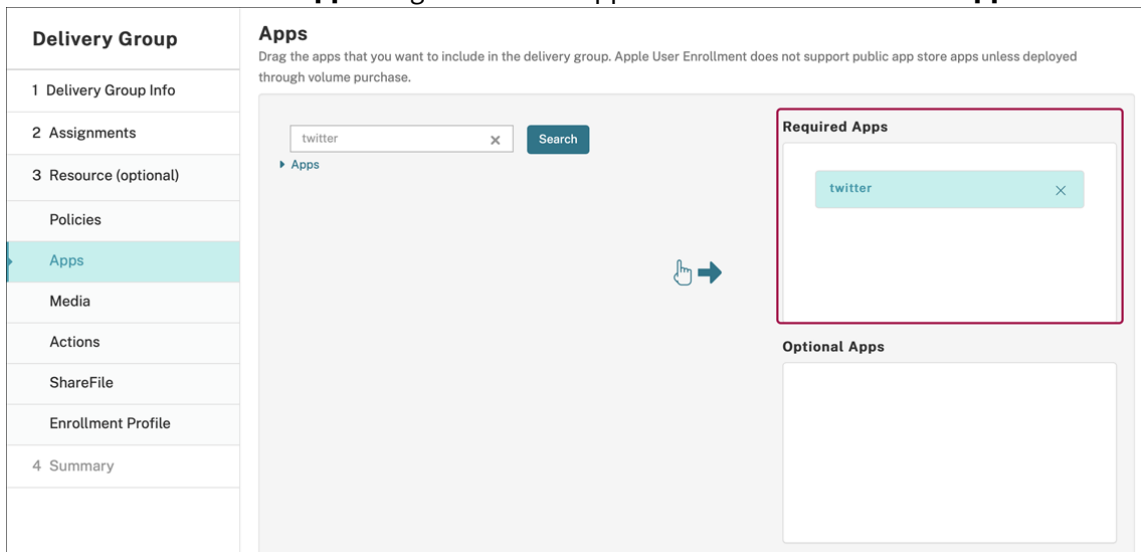 Delivery Group
1 Delivery Group Info
2 Assignments
3 Resource (optional)
Policies
Apps
Media
Actions
ShareFile
Enrollment Profile
4 Summary
Apps
Drag the apps that you want to include in the delivery group. Apple User Enrollment does not support public app store apps unless deployed
through volume purchase.
twitter
Search
Apps
Required Apps
twitter
Optional Apps